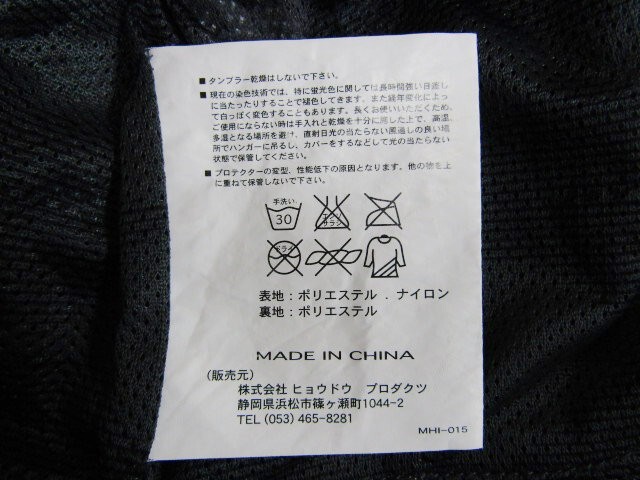 ■ タンブラー乾燥はしないで下さい。
■ 現在の染色技術では、特に蛍光色に関しては長時間強い日差し
に当たったりすることで褪色してきます。また経年変化によっ
て白っぽく変色することもあります。長くお使いいただくため、
ご使用にならない時は手入れと乾燥を十分に施した上で、高温、
多湿となる場所を避け、直射日光の当たらない風通しの良い場
所でハンガーに吊るし、カバーをするなどして光の当たらない
状態で保管してください。
■ プロテクターの変型、性能低下の原因となります。他の物を上
に重ねて保管しないで下さい。
手洗い
30
エンソ
サラシ
ドライ
表地：ポリエステル . ナイロン
裏地：ポリエステル
MADE IN CHINA
（販売元）
株式会社 ヒョウドウ プロダクツ
静岡県浜松市篠ヶ瀬町1044-2
TEL (053) 465-8281
MHI-015